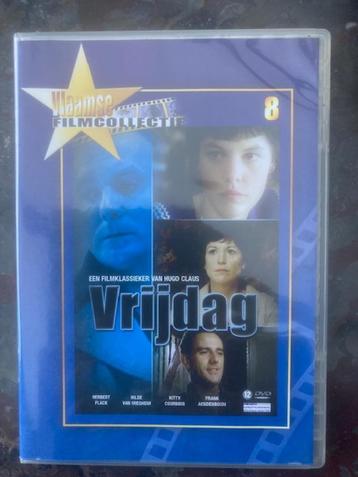 Vlaamse
FILMCOLLECTIE
8
EEN FILMKLASSIEKER VAN HUGO CLAUS
Vrijdag
HERBERT FLACK
HILDE VAN MIEGHEM
KITTY COURBOIS
FRANK AENDENBOOM
12 DVD